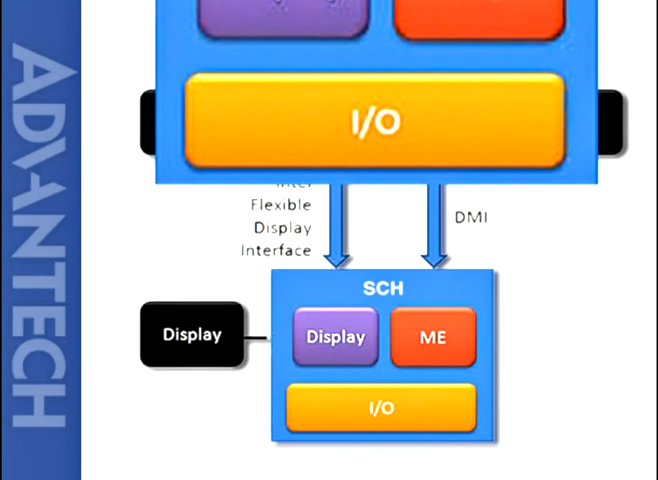 ADVANTECH
I/O
Flexible
Display
Interface
DMI
SCH
Display
Display
ME
I/O